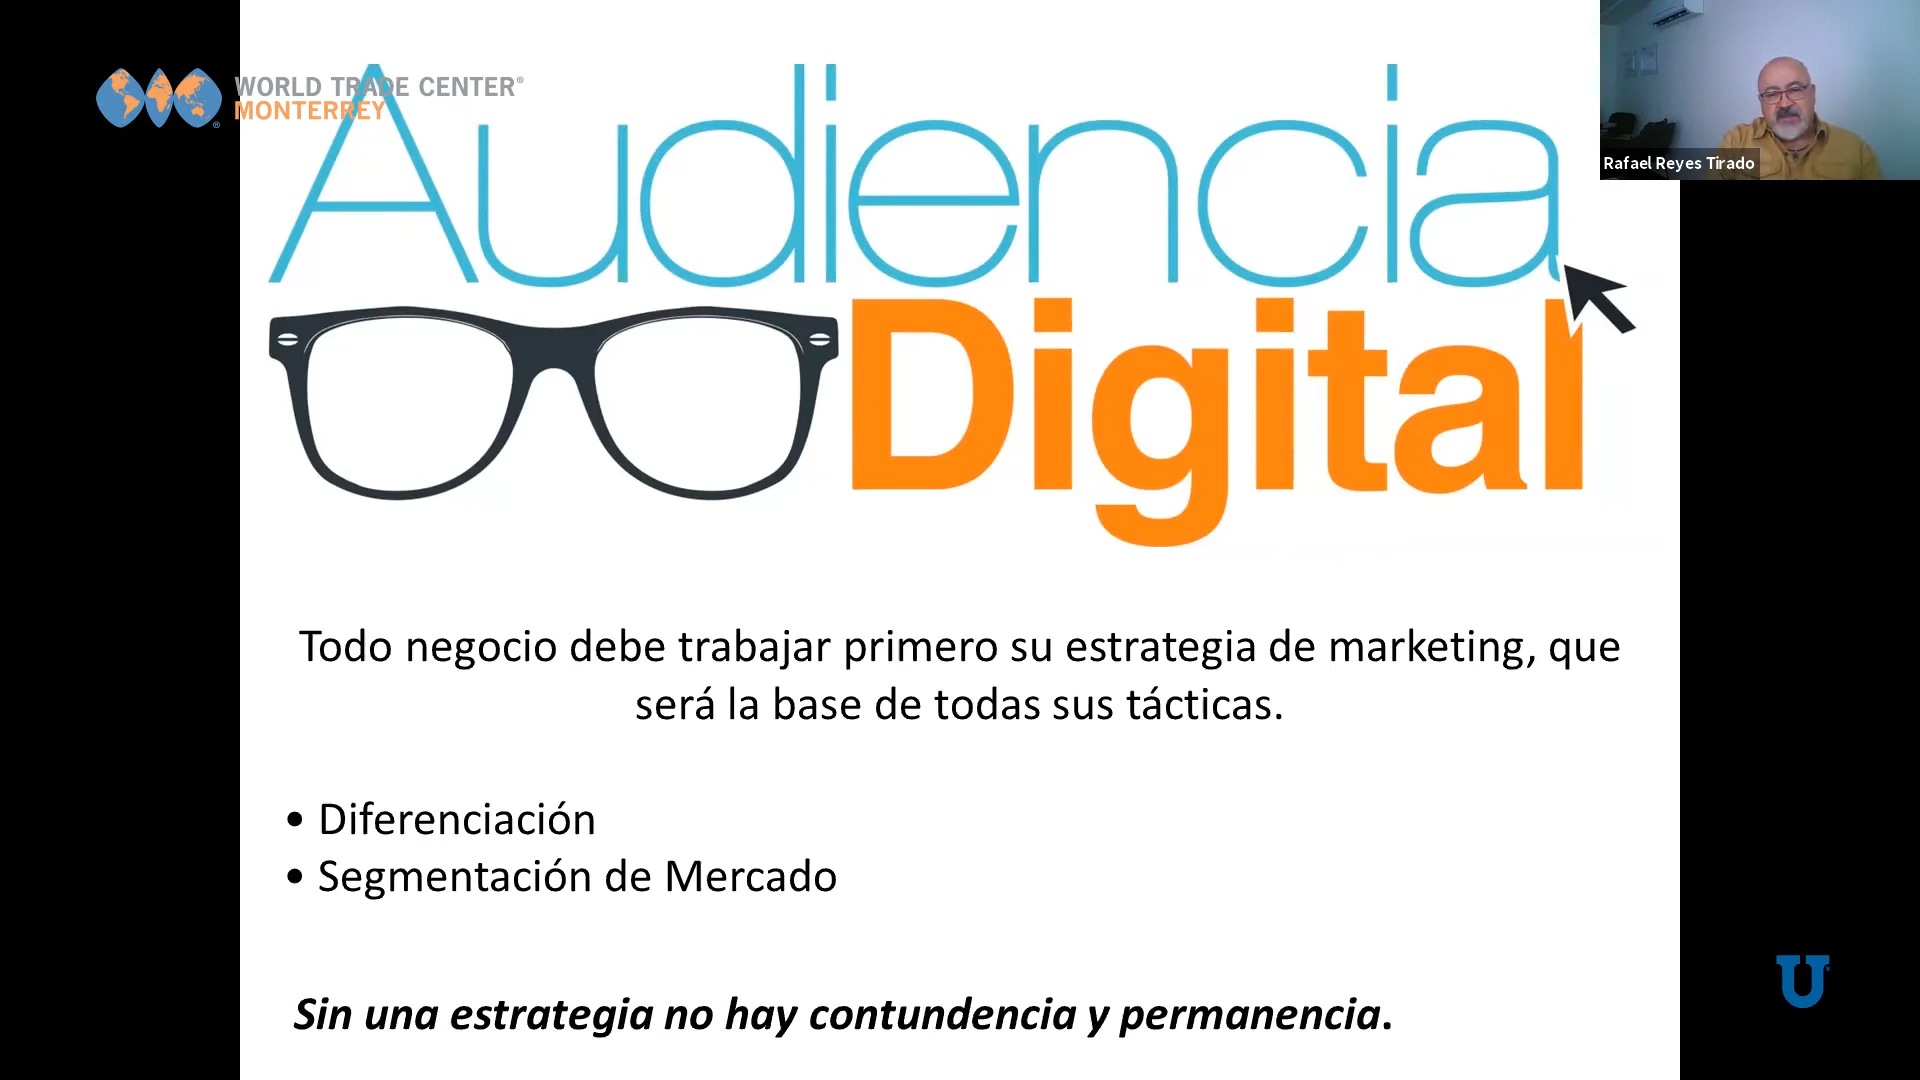 WORLD TRADE CENTER®
MONTERREY
®
Audiencia
Digital
Rafael Reyes Tirado
Todo negocio debe trabajar primero su estrategia de marketing, que
será la base de todas sus tácticas.
• Diferenciación
• Segmentación de Mercado
Sin una estrategia no hay contundencia y permanencia.
U